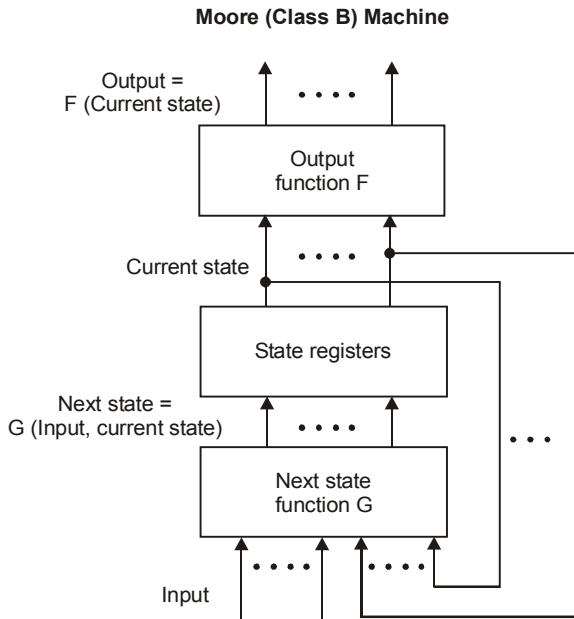 Moore (Class B) Machine
Output =
F (Current state)
Output
function F
Current state
State registers
Next state =
G (Input, current state)
Next state
function G
Input